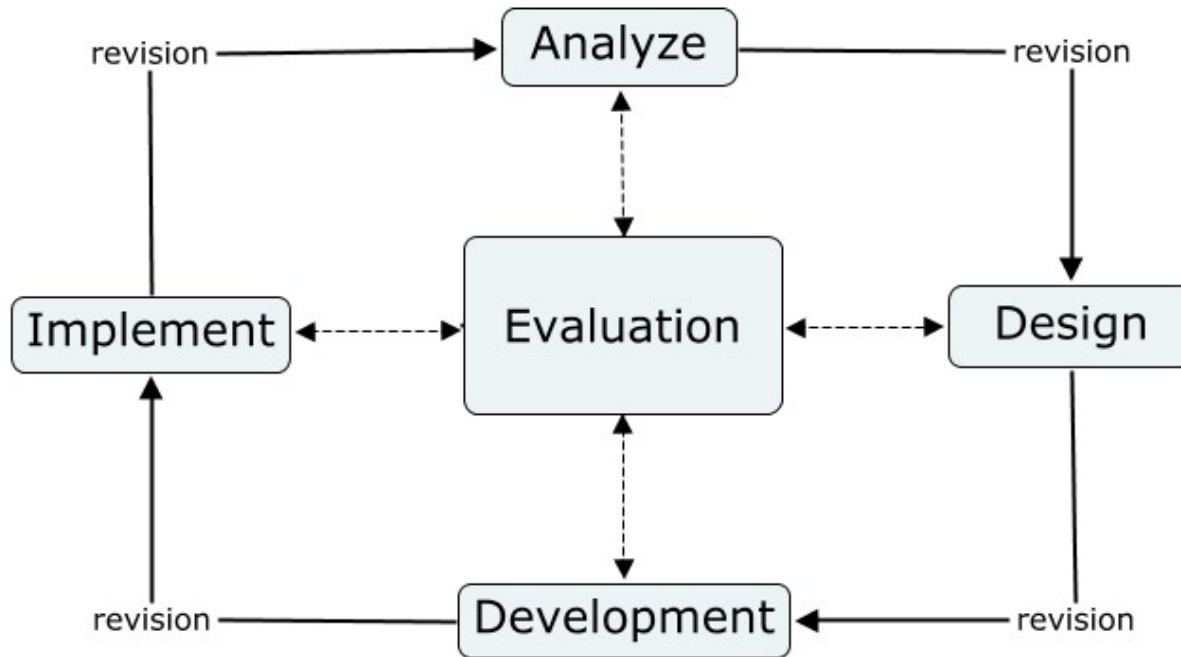 Analyze
revision
revision
Implement
Evaluation
Design
revision
Development
revision